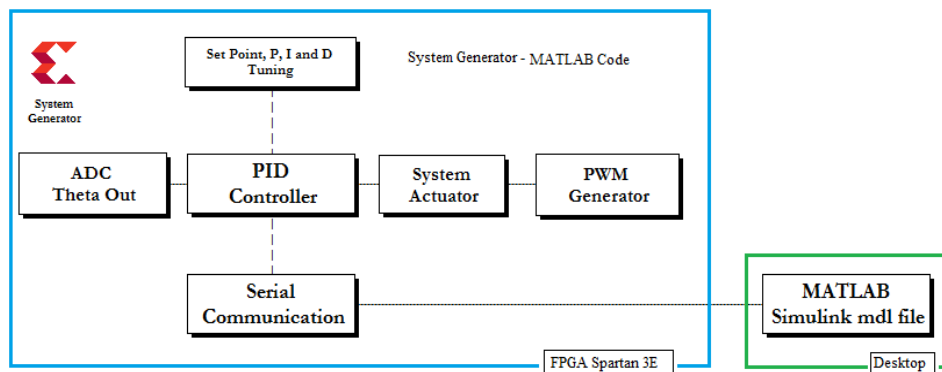 Set Point, P, I and D
Tuning
System Generator - MATLAB Code
System
Generator
ADC
Theta Out
PID
Controller
System
Actuator
PWM
Generator
Serial
Communication
MATLAB
Simulink mdl file
FPGA Spartan 3E
Desktop